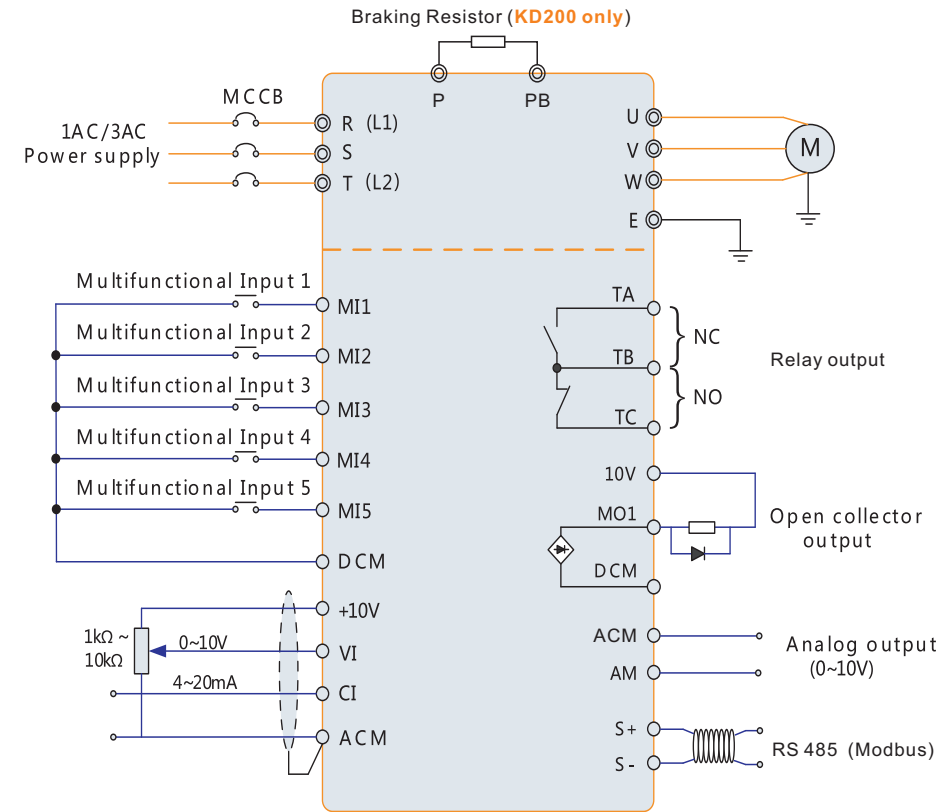 Braking Resistor (KD200 only)
P
PB
MCCB
1AC/3AC
Power supply
R (L1)
S
T (L2)
U
V
W
E
M
Multifunctional Input 1
MI1
Multifunctional Input 2
MI2
Multifunctional Input 3
MI3
Multifunctional Input 4
MI4
Multifunctional Input 5
MI5
DCM
+10V
1kΩ ~
10kΩ
0~10V
VI
4~20mA
CI
ACM
TA
NC
TB
Relay output
NO
TC
10V
MO1
Open collector
output
DCM
ACM
Analog output
(0~10V)
AM
S+
RS 485 (Modbus)
S-